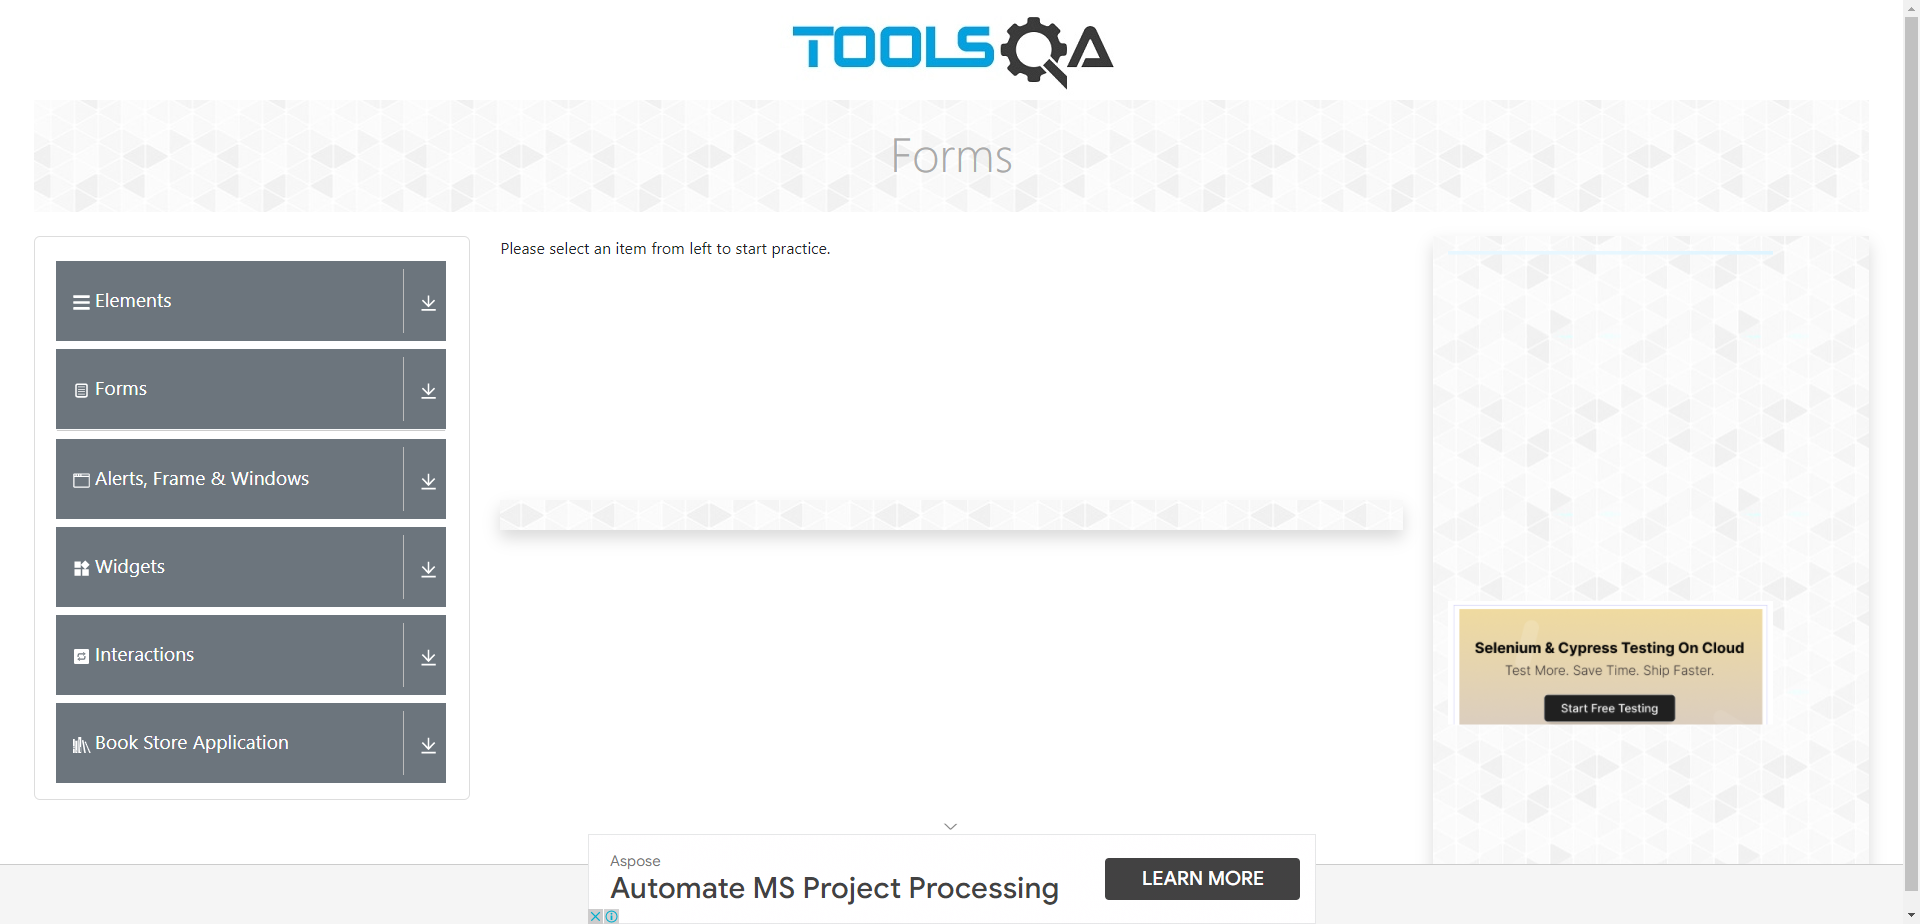 TOOLSQA
Forms
Please select an item from left to start practice.
Elements
Forms
Alerts, Frame & Windows
Widgets
Interactions
Book Store Application
Selenium & Cypress Testing On Cloud
Test More. Save Time. Ship Faster.
Start Free Testing
Aspose
Automate MS Project Processing
LEARN MORE